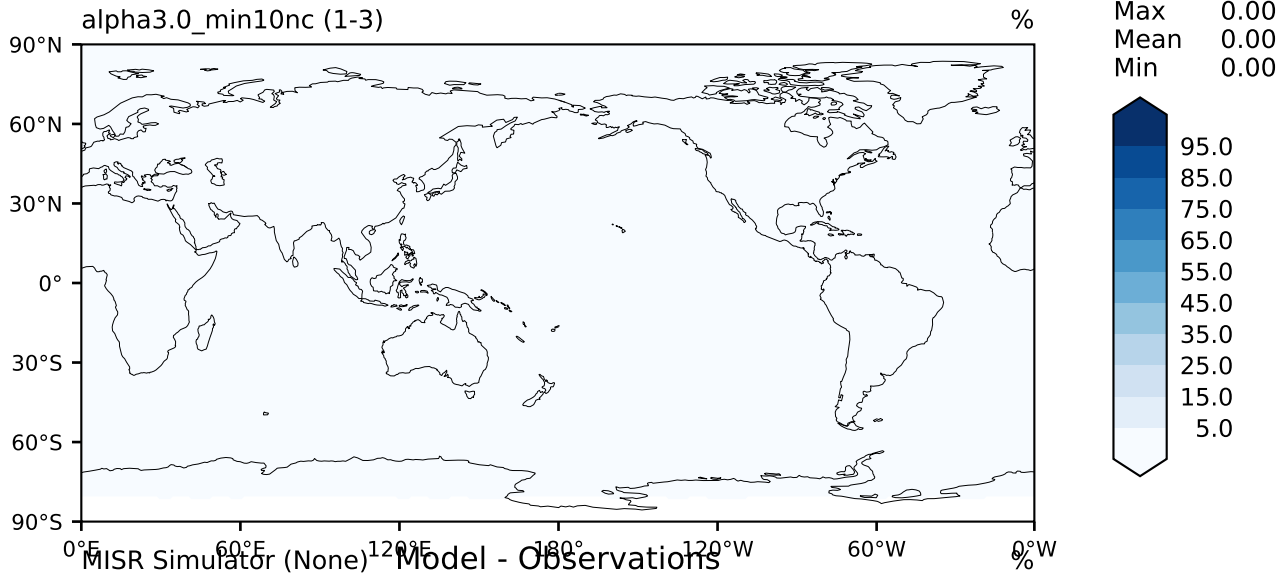 alpha3.0_min10nc (1-3) %
Max 0.00
Mean 0.00
Min 0.00
90°N
60°N
30°N
0°
30°S
60°S
90°S
0°E 60°E 120°E 180° 120°W 60°W 0°W
95.0
85.0
75.0
65.0
55.0
45.0
35.0
25.0
15.0
5.0
MISR Simulator (None) Model - Observations %